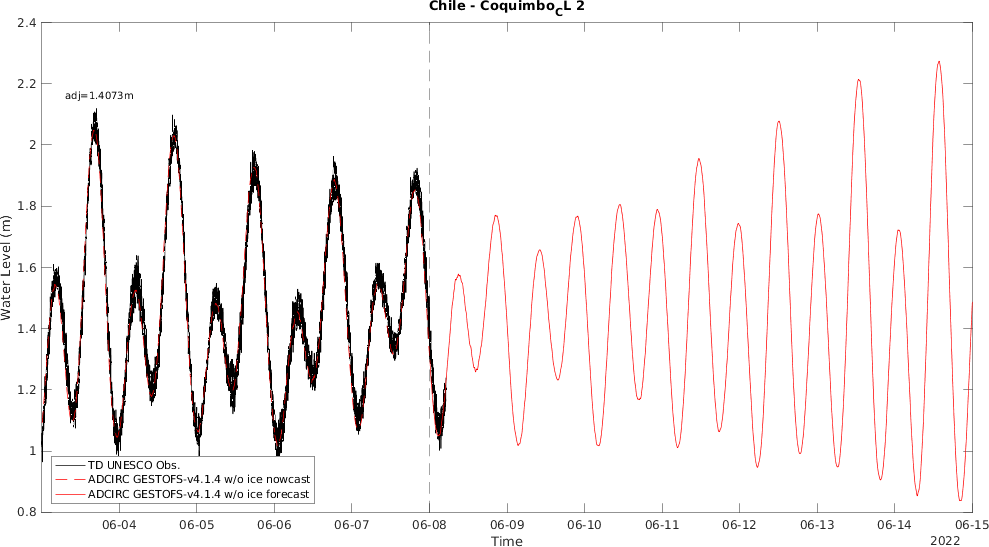 Chile - Coquimbo_CL 2
2.4
2.2
2
1.8
1.6
1.4
1.2
1
0.8
Water Level (m)
adj=1.4073m
TD UNESCO Obs.
ADCIRC GESTOFS-v4.1.4 w/o ice nowcast
ADCIRC GESTOFS-v4.1.4 w/o ice forecast
06-04 06-05 06-06 06-07 06-08 06-09 06-10 06-11 06-12 06-13 06-14 06-15
Time
2022